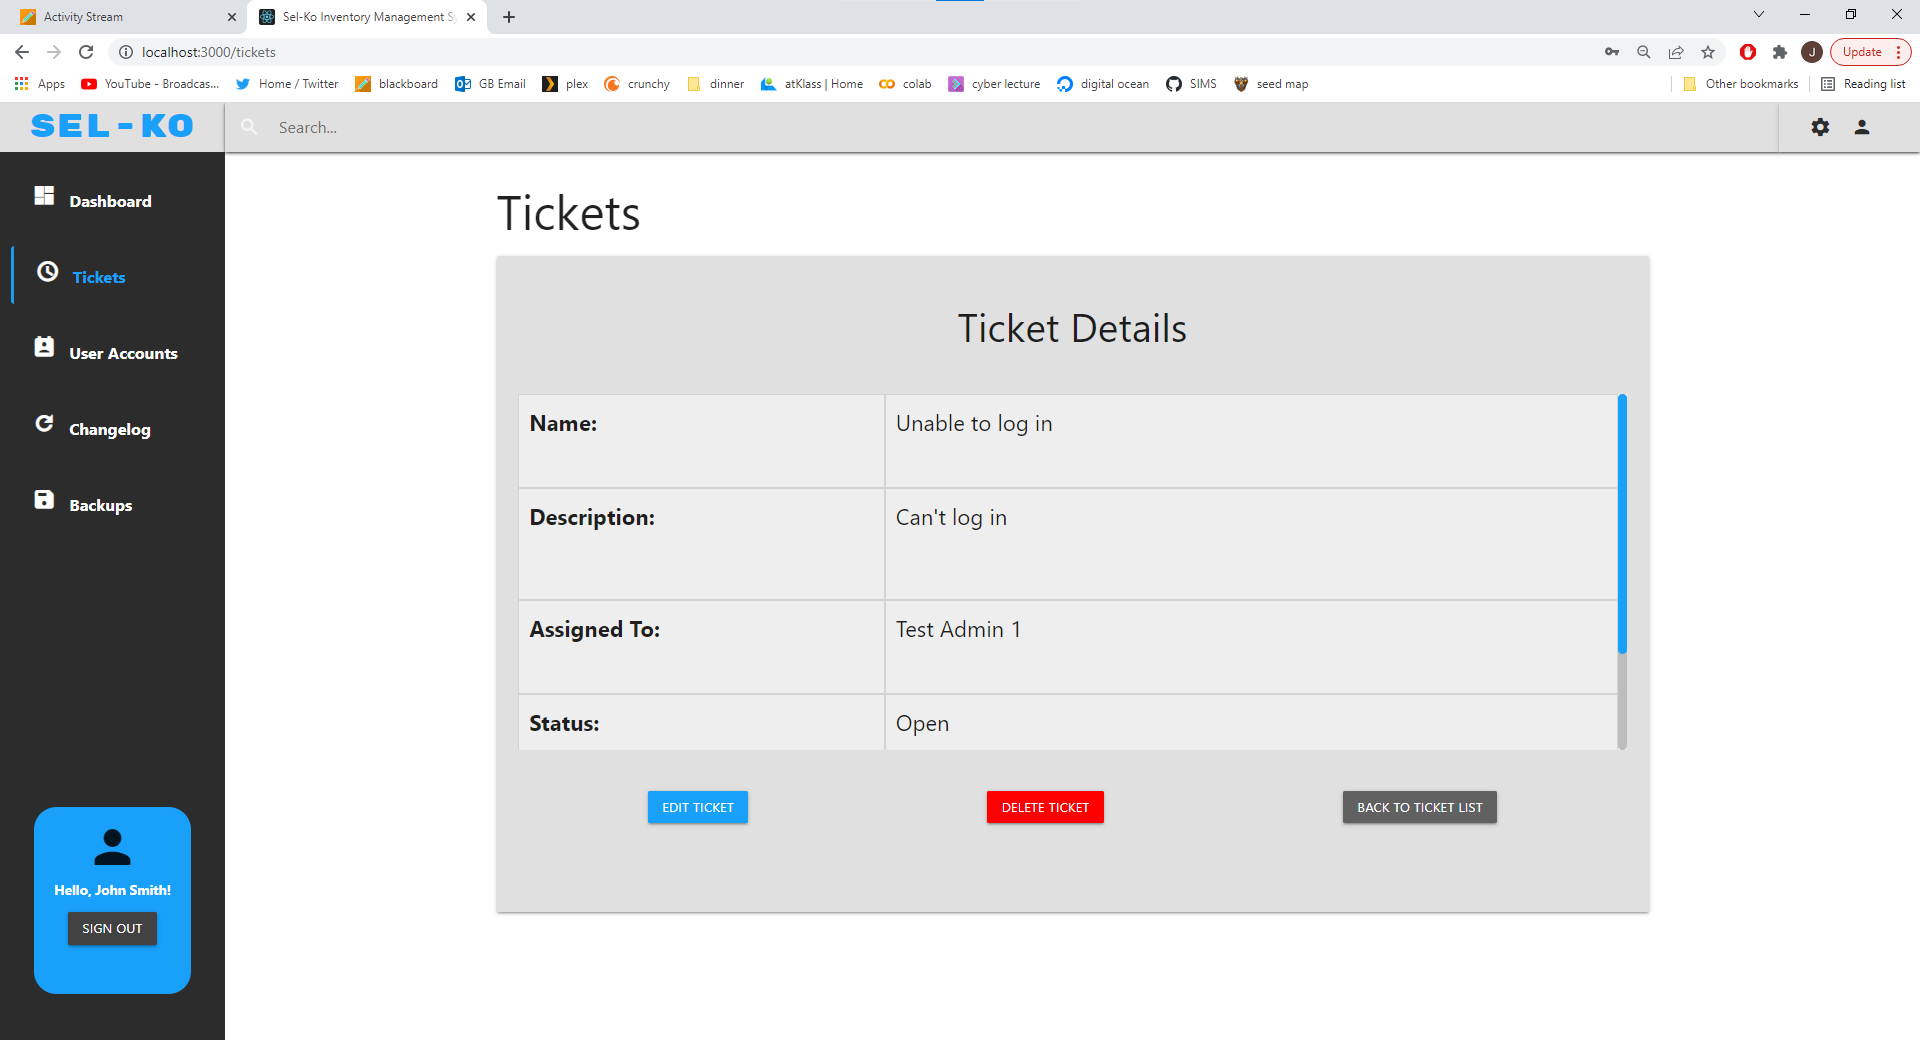 Activity Stream
Sel-Ko Inventory Management Sy
localhost:3000/tickets
J
Update
Apps
YouTube - Broadcas...
Home / Twitter
blackboard
GB Email
plex
crunchy
dinner
atKlass | Home
colab
cyber lecture
digital ocean
SIMS
seed map
Other bookmarks
Reading list
SEL-KO
Search...
Dashboard
Tickets
User Accounts
Changelog
Backups
Hello, John Smith!
SIGN OUT
Tickets
Ticket Details
Name: Unable to log in
Description: Can't log in
Assigned To: Test Admin 1
Status: Open
EDIT TICKET
DELETE TICKET
BACK TO TICKET LIST